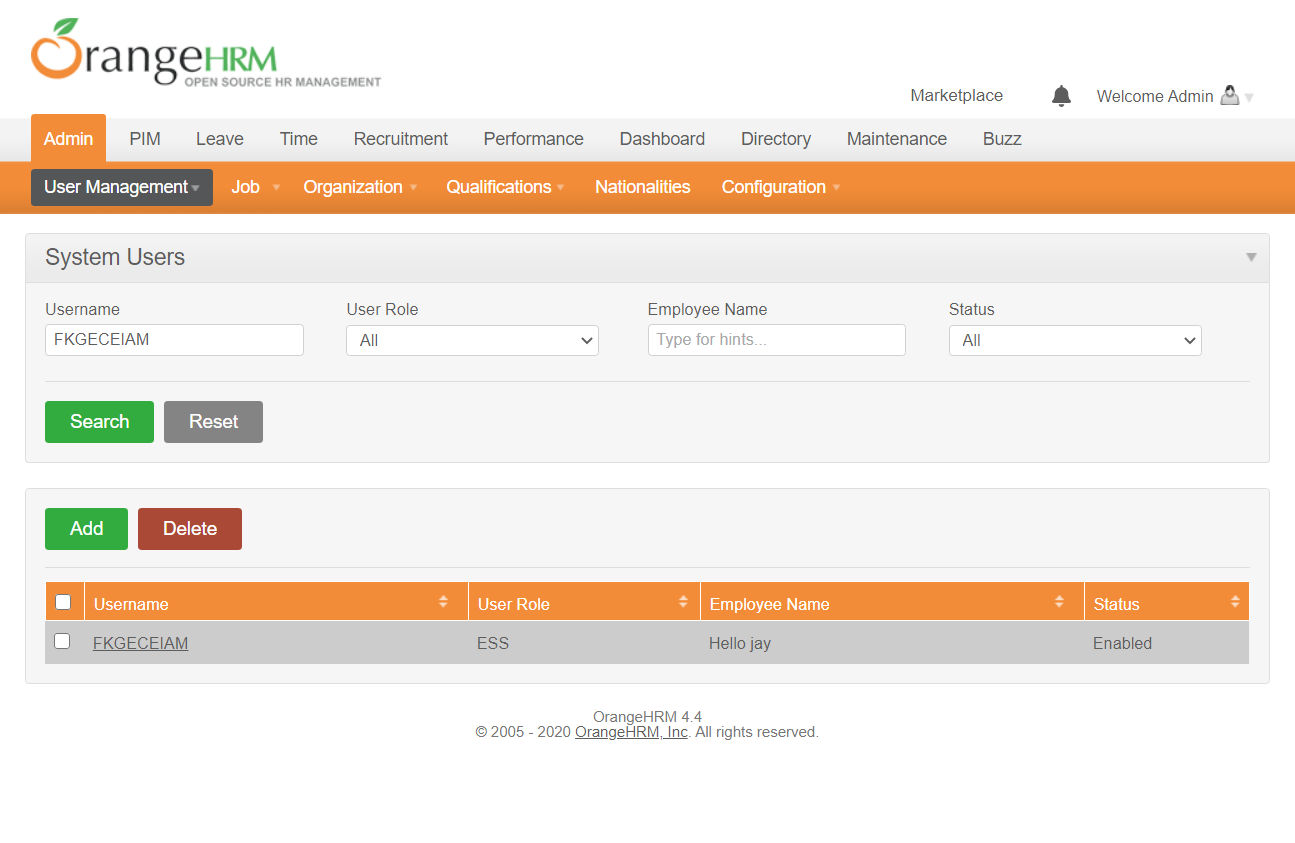 OrangeHRM
OPEN SOURCE HR MANAGEMENT
Marketplace Welcome Admin
Admin PIM Leave Time Recruitment Performance Dashboard Directory Maintenance Buzz
User Management Job Organization Qualifications Nationalities Configuration
System Users
Username User Role Employee Name Status
FKGECEIAM All Type for hints... All
Search Reset
Add Delete
Username User Role Employee Name Status
FKGECEIAM ESS Hello jay Enabled
OrangeHRM 4.4
© 2005 - 2020 OrangeHRM, Inc. All rights reserved.